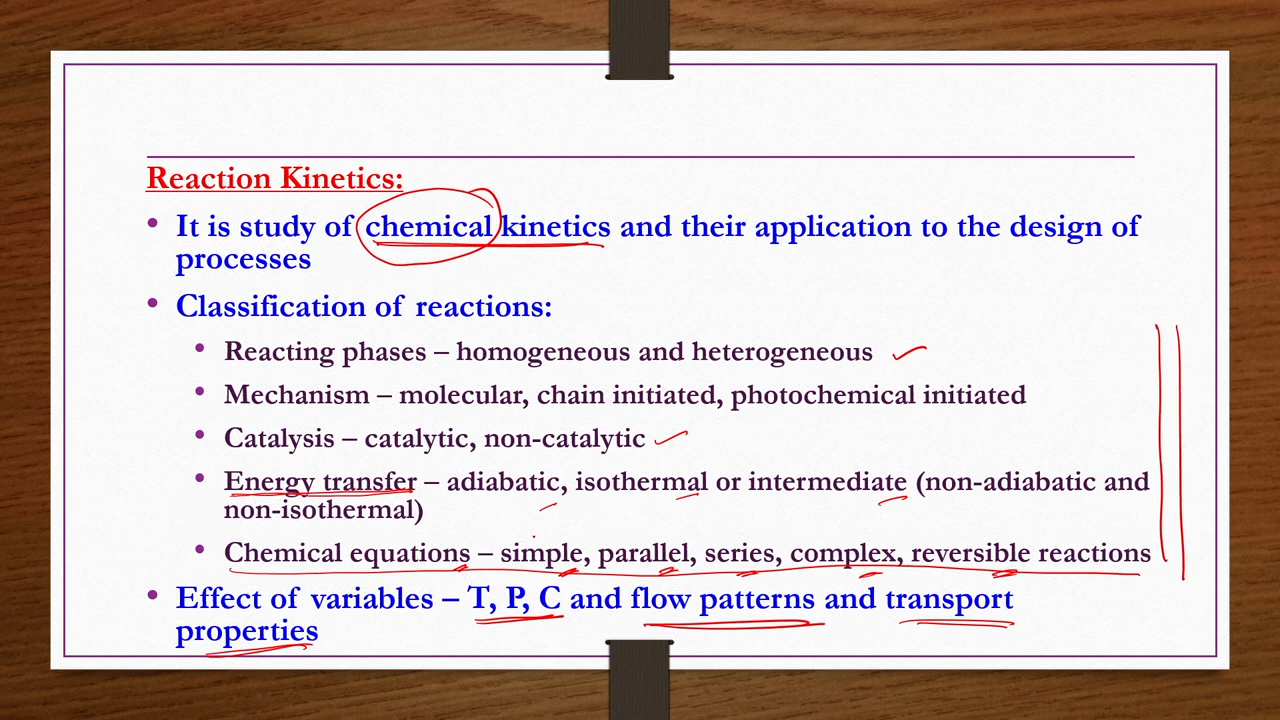 Reaction Kinetics:
• It is study of chemical kinetics and their application to the design of
processes
• Classification of reactions:
• Reacting phases – homogeneous and heterogeneous
• Mechanism – molecular, chain initiated, photochemical initiated
• Catalysis – catalytic, non-catalytic
• Energy transfer – adiabatic, isothermal or intermediate (non-adiabatic and
non-isothermal)
• Chemical equations – simple, parallel, series, complex, reversible reactions
• Effect of variables – T, P, C and flow patterns and transport
properties